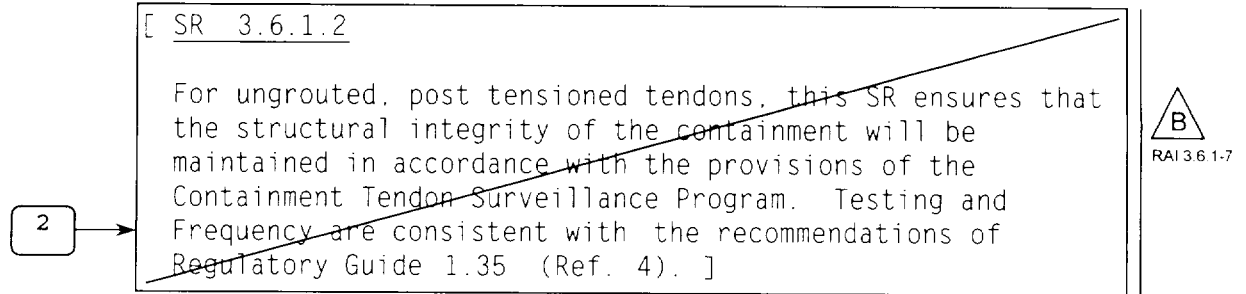 [ SR 3.6.1.2
For ungrouted, post tensioned tendons, this SR ensures that
the structural integrity of the containment will be
maintained in accordance with the provisions of the
Containment Tendon Surveillance Program. Testing and
Frequency are consistent with the recommendations of
Regulatory Guide 1.35 (Ref. 4). ]
2
B
RAI 3.6.1-7